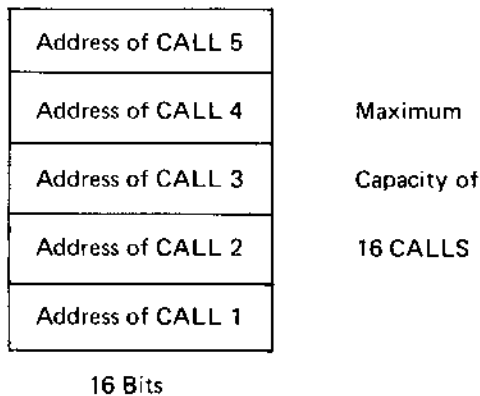 Address of CALL 5
Address of CALL 4
Maximum
Address of CALL 3
Capacity of
Address of CALL 2
16 CALLS
Address of CALL 1
16 Bits